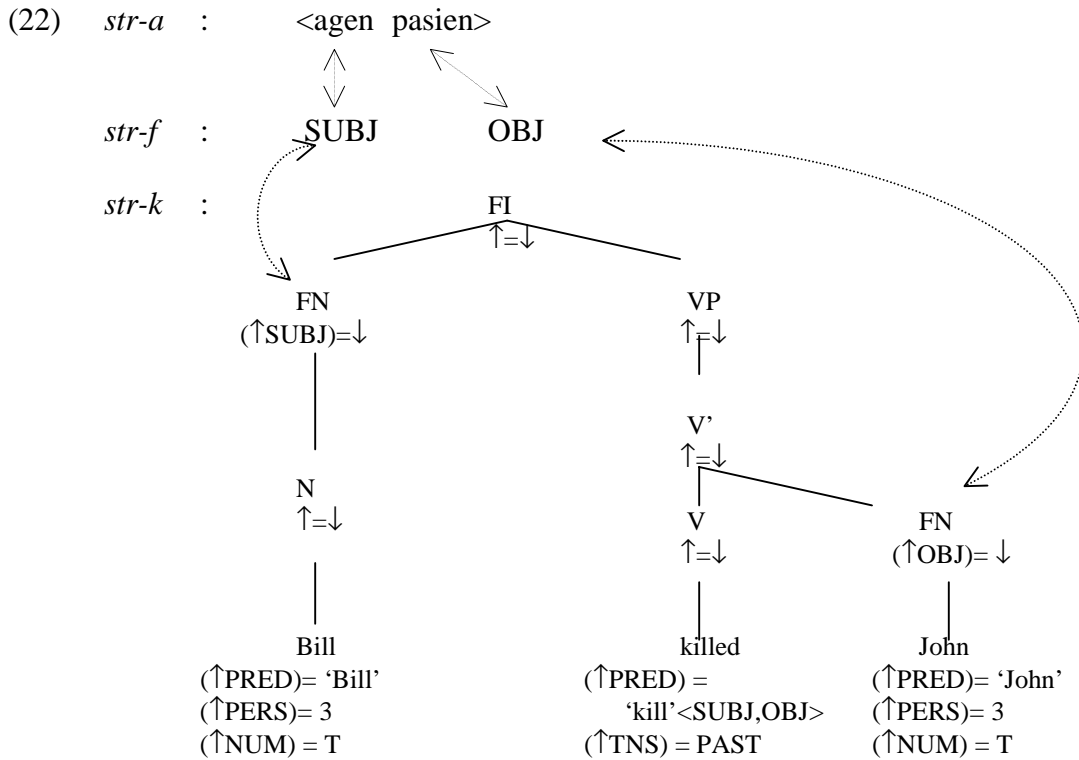 (22) str-a : <agen pasien>
str-f : SUBJ OBJ
str-k : FI
↑=↓
FN VP
(↑SUBJ)=↓ ↑=↓
V’
↑=↓
N
↑=↓
V FN
↑=↓ (↑OBJ)= ↓
Bill killed John
(↑PRED)= ‘Bill’ (↑PRED) = (↑PRED)= ‘John’
(↑PERS)= 3 ‘kill’<SUBJ,OBJ> (↑PERS)= 3
(↑NUM) = T (↑TNS) = PAST (↑NUM) = T